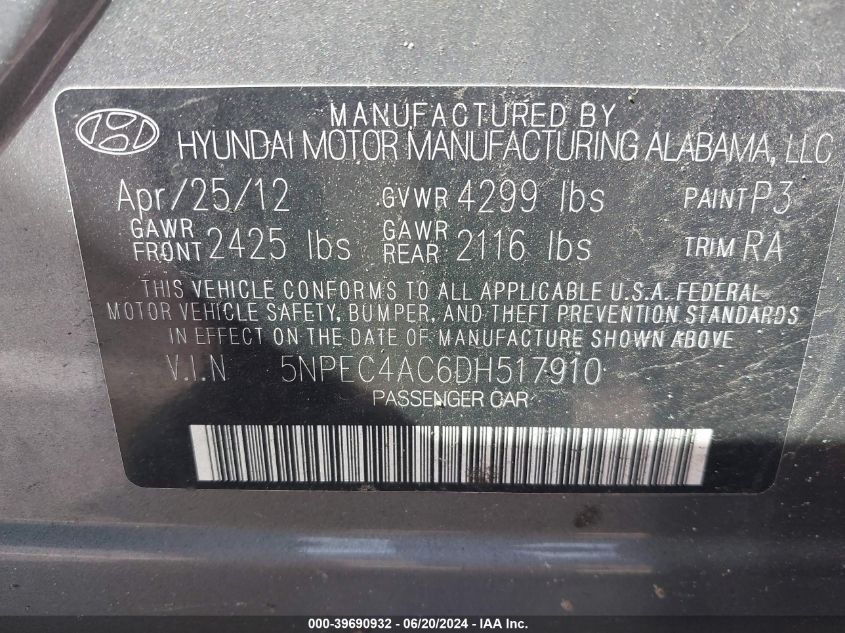 MANUFACTURED BY
HYUNDAI MOTOR MANUFACTURING ALABAMA, LLC
Apr/25/12 GVWR 4299 lbs PAINT P3
GAWR FRONT 2425 lbs GAWR REAR 2116 lbs TRIM RA
THIS VEHICLE CONFORMS TO ALL APPLICABLE U.S.A. FEDERAL
MOTOR VEHICLE SAFETY, BUMPER, AND THEFT PREVENTION STANDARDS
IN EFFECT ON THE DATE OF MANUFACTURE SHOWN ABOVE
V.I.N 5NPEC4AC6DH517910
PASSENGER CAR
000-39690932 - 06/20/2024 - IAA Inc.